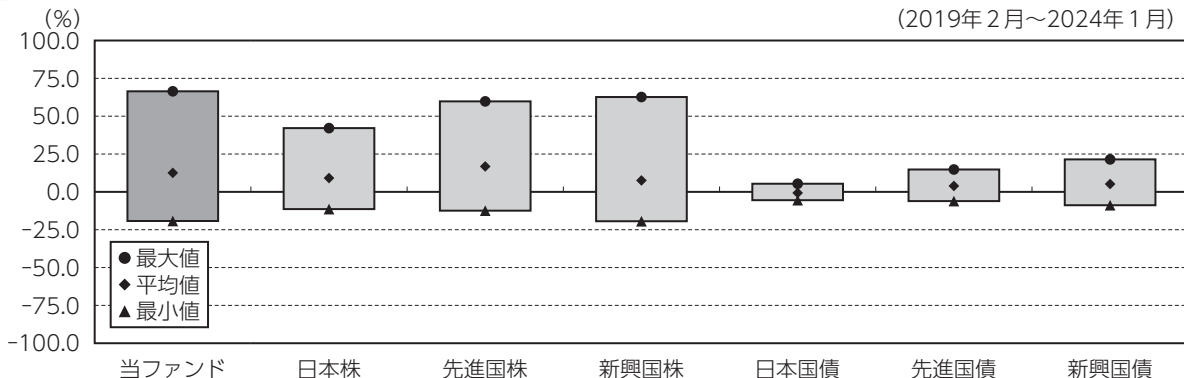 (%)
(2019年2月～2024年1月)
100.0
75.0
50.0
25.0
0.0
-25.0
-50.0
-75.0
-100.0
●最大値
◆平均値
▲最小値
当ファンド 日本株 先進国株 新興国株 日本国債 先進国債 新興国債